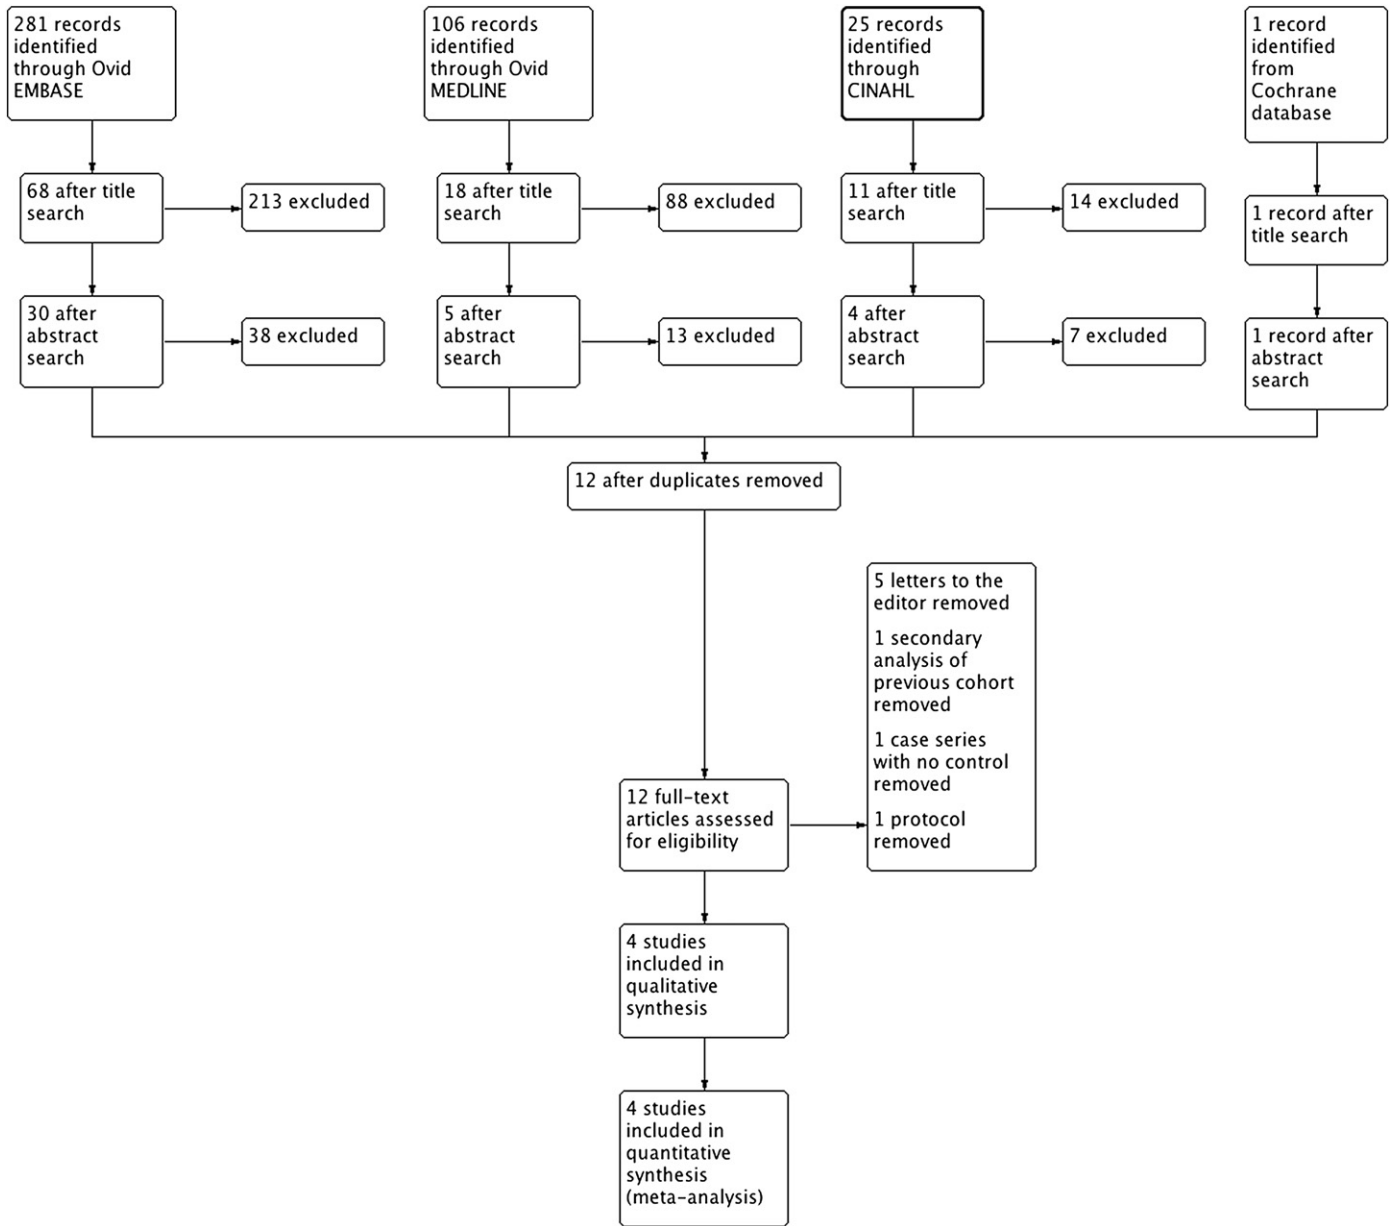 281 records
identified
through Ovid
EMBASE
106 records
identified
through Ovid
MEDLINE
25 records
identified
through
CINAHL
1 record
identified
from
Cochrane
database
68 after title
search
213 excluded
18 after title
search
88 excluded
11 after title
search
14 excluded
1 record after
title search
30 after
abstract
search
38 excluded
5 after
abstract
search
13 excluded
4 after
abstract
search
7 excluded
1 record after
abstract
search
12 after duplicates removed
5 letters to the
editor removed
1 secondary
analysis of
previous cohort
removed
1 case series
with no control
removed
1 protocol
removed
12 full-text
articles assessed
for eligibility
4 studies
included in
qualitative
synthesis
4 studies
included in
quantitative
synthesis
(meta-analysis)